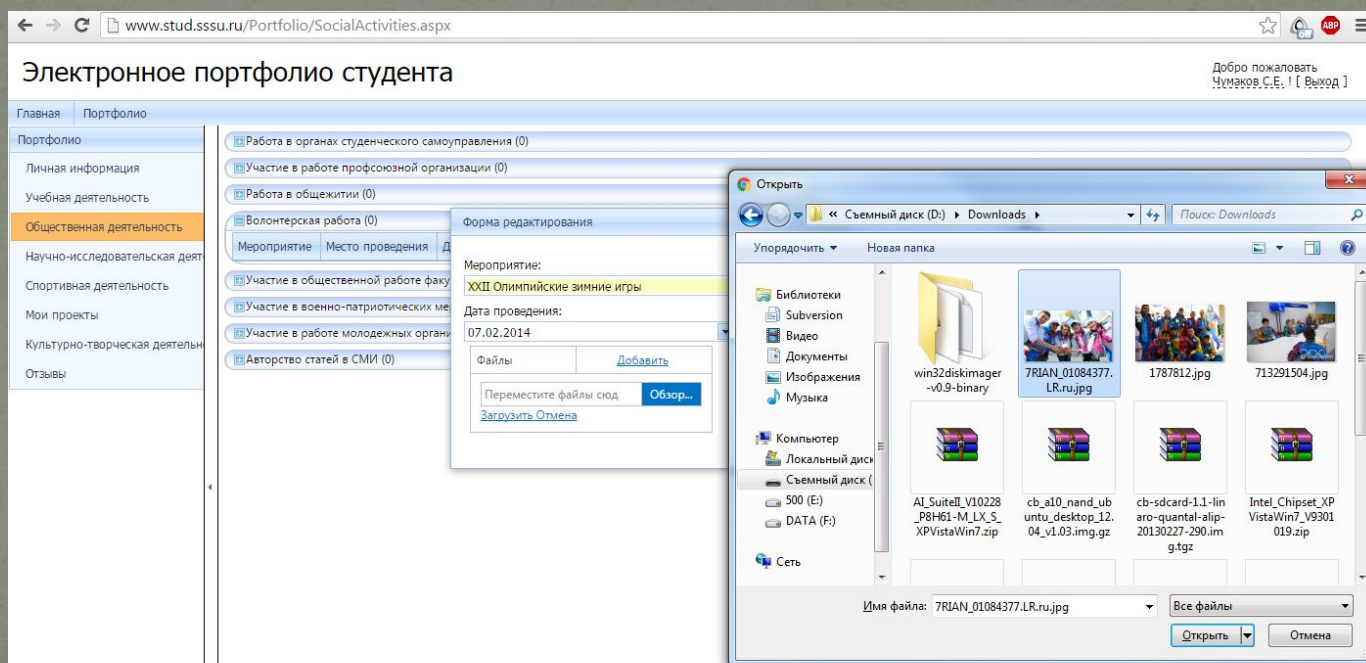 www.stud.sssu.ru/Portfolio/SocialActivities.aspx
ABP
Электронное портфолио студента
Добро пожаловать
Чумаков С.Е. ! [ Выход ]
Главная Портфолио
Портфолио
Личная информация
Учебная деятельность
Общественная деятельность
Научно-исследовательская деят
Спортивная деятельность
Мои проекты
Культурно-творческая деятельн
Отзывы
Работа в органах студенческого самоуправления (0)
Участие в работе профсоюзной организации (0)
Работа в общежитии (0)
Волонтерская работа (0)
Мероприятие Место проведения Д
Участие в общественной работе факу
Участие в военно-патриотических ме
Участие в работе молодежных органи
Авторство статей в СМИ (0)
Форма редактирования
Мероприятие:
XXII Олимпийские зимние игры
Дата проведения:
07.02.2014
Файлы Добавить
Переместите файлы сюд Обзор...
Загрузить Отмена
Открыть
« Съемный диск (D:) Downloads
Поиск: Downloads
Упорядочить Новая папка
Библиотеки
Subversion
Видео
Документы
Изображения
Музыка
Компьютер
Локальный диск
Съемный диск (
500 (E:)
DATA (F:)
Сеть
win32diskimager
-v0.9-binary
7RIAN_01084377.
LR.ru.jpg
1787812.jpg
713291504.jpg
AI_SuiteII_V10228
_P8H61-M_LX_S_
XPVistaWin7.zip
cb_a10_nand_ub
untu_desktop_12.
04_v1.03.img.gz
cb-sdcard-1.1-lin
aro-quantal-alip-
20130227-290.im
g.tgz
Intel_Chipset_XP
VistaWin7_V9301
019.zip
Имя файла: 7RIAN_01084377.LR.ru.jpg
Все файлы
Открыть Отмена